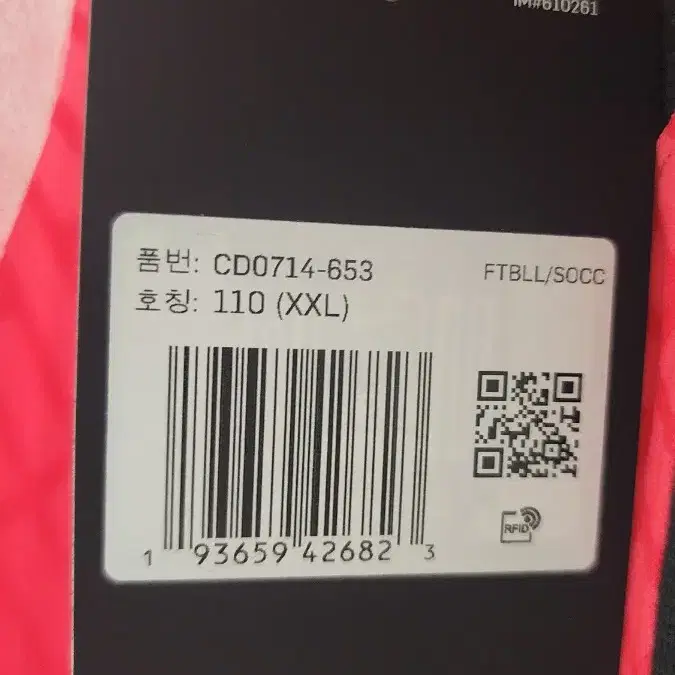 IM#610261
품번: CD0714-653
FTBLL/SOCC
호칭: 110 (XXL)
1 93659 42682 3
RFID